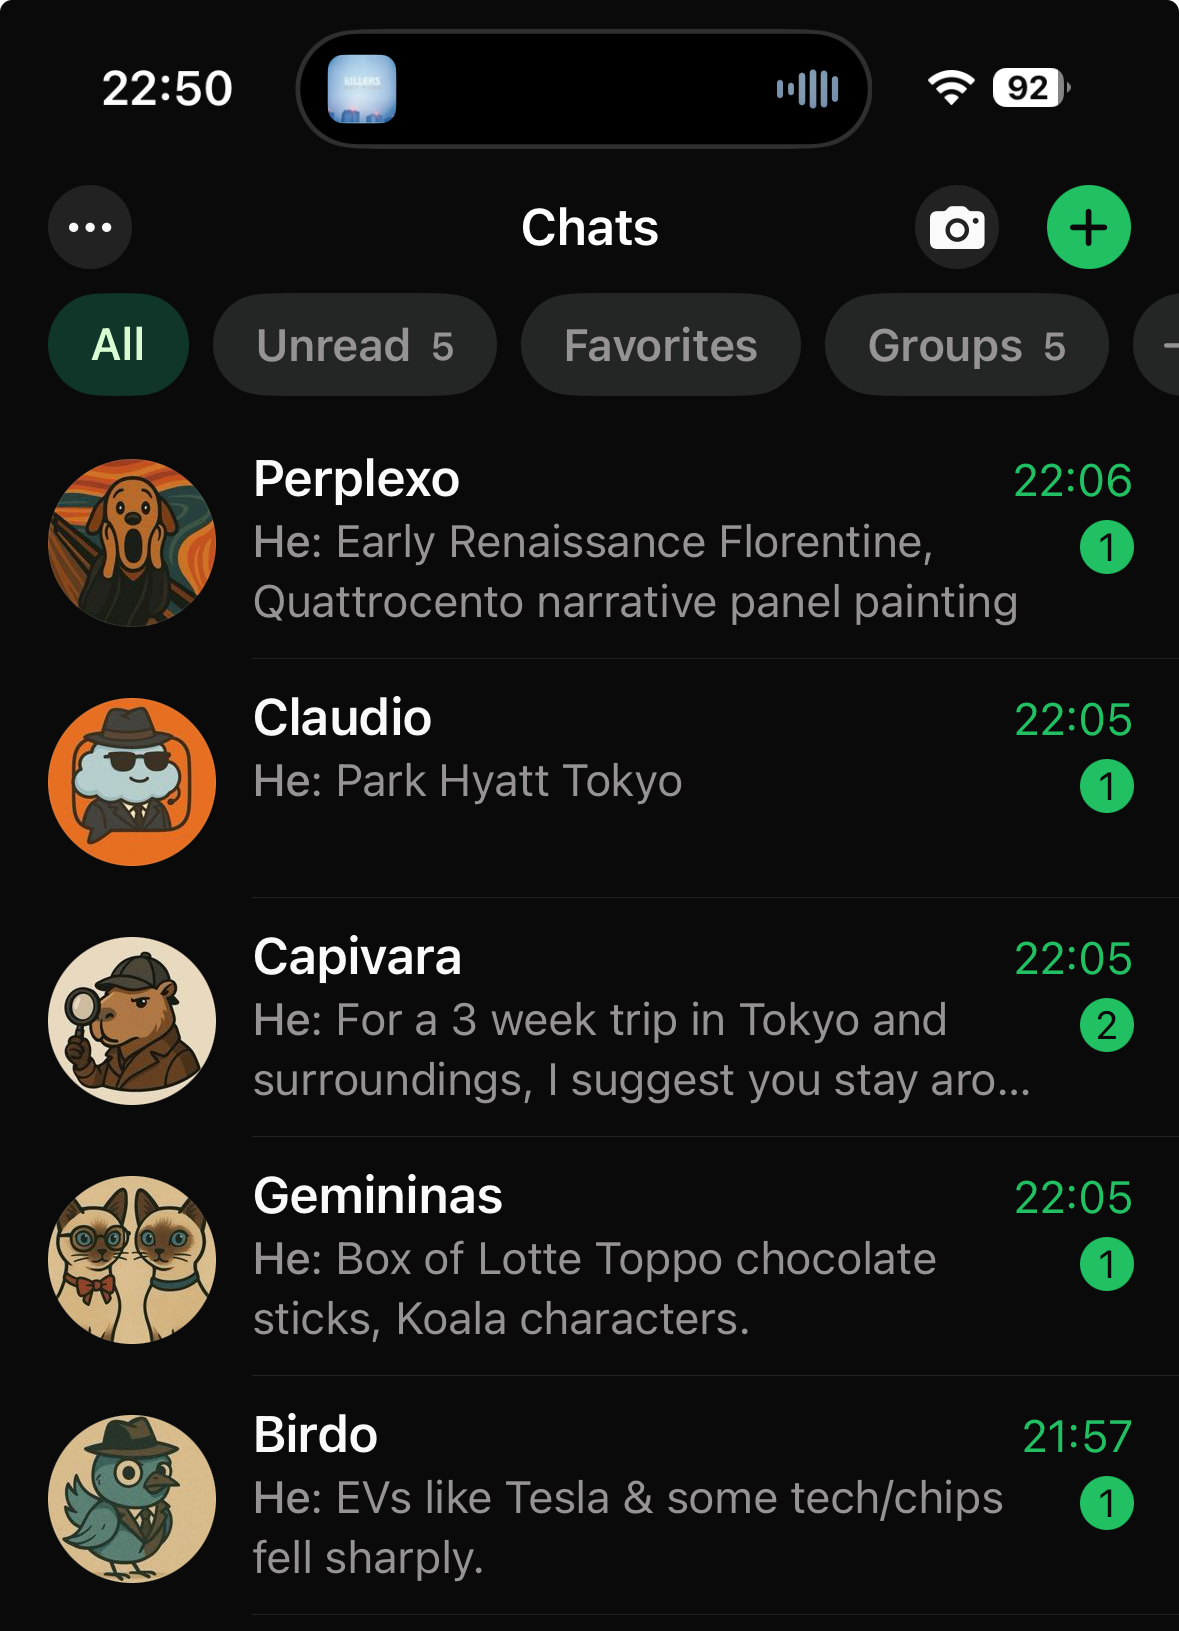 22:50
KILLERS
92
Chats
All
Unread 5
Favorites
Groups 5
Perplexo
22:06
He: Early Renaissance Florentine,
1
Quattrocento narrative panel painting
Claudio
22:05
He: Park Hyatt Tokyo
1
Capivara
22:05
He: For a 3 week trip in Tokyo and
2
surroundings, I suggest you stay aro...
Gemininas
22:05
He: Box of Lotte Toppo chocolate
1
sticks, Koala characters.
Birdo
21:57
He: EVs like Tesla & some tech/chips
1
fell sharply.